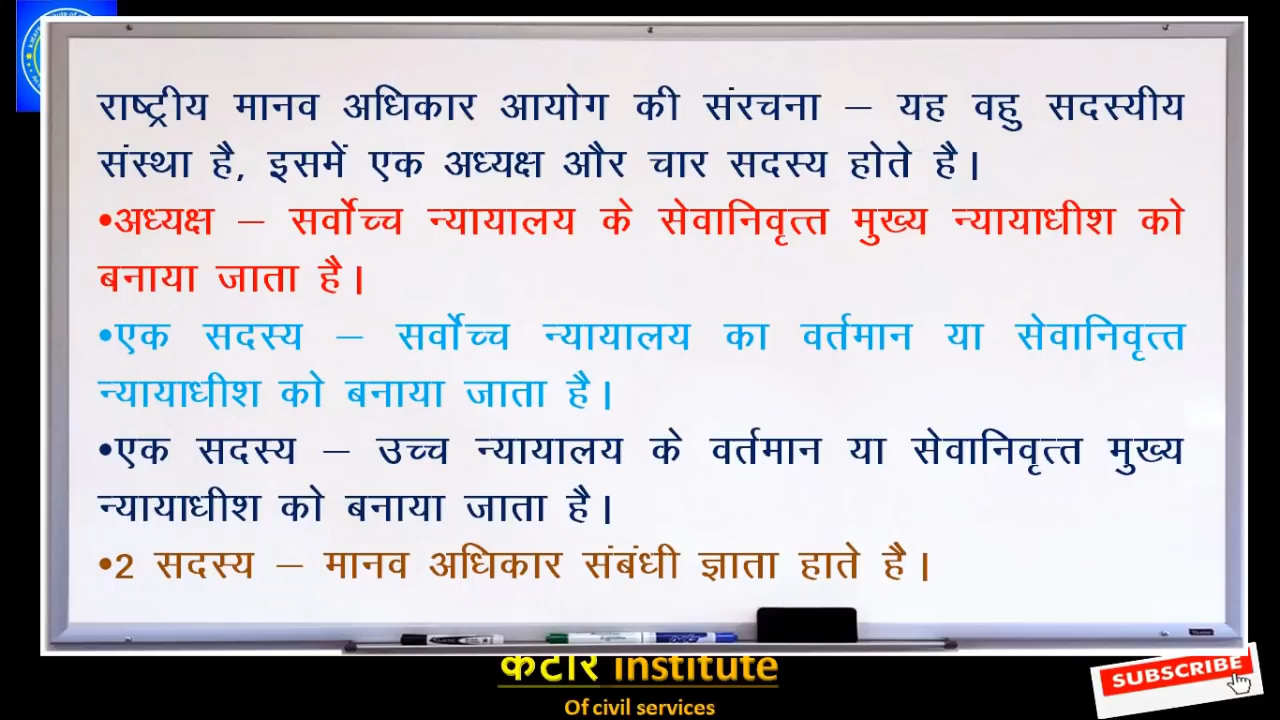 राष्ट्रीय मानव अधिकार आयोग की संरचना – यह वहु सदस्यीय
संस्था है, इसमें एक अध्यक्ष और चार सदस्य होते है।
•अध्यक्ष – सर्वोच्च न्यायालय के सेवानिवृत्त मुख्य न्यायाधीश को
बनाया जाता है।
•एक सदस्य – सर्वोच्च न्यायालय का वर्तमान या सेवानिवृत्त
न्यायाधीश को बनाया जाता है।
•एक सदस्य – उच्च न्यायालय के वर्तमान या सेवानिवृत्त मुख्य
न्यायाधीश को बनाया जाता है।
•2 सदस्य – मानव अधिकार संबंधी ज्ञाता हाते है।
कटार institute
Of civil services
SUBSCRIBE